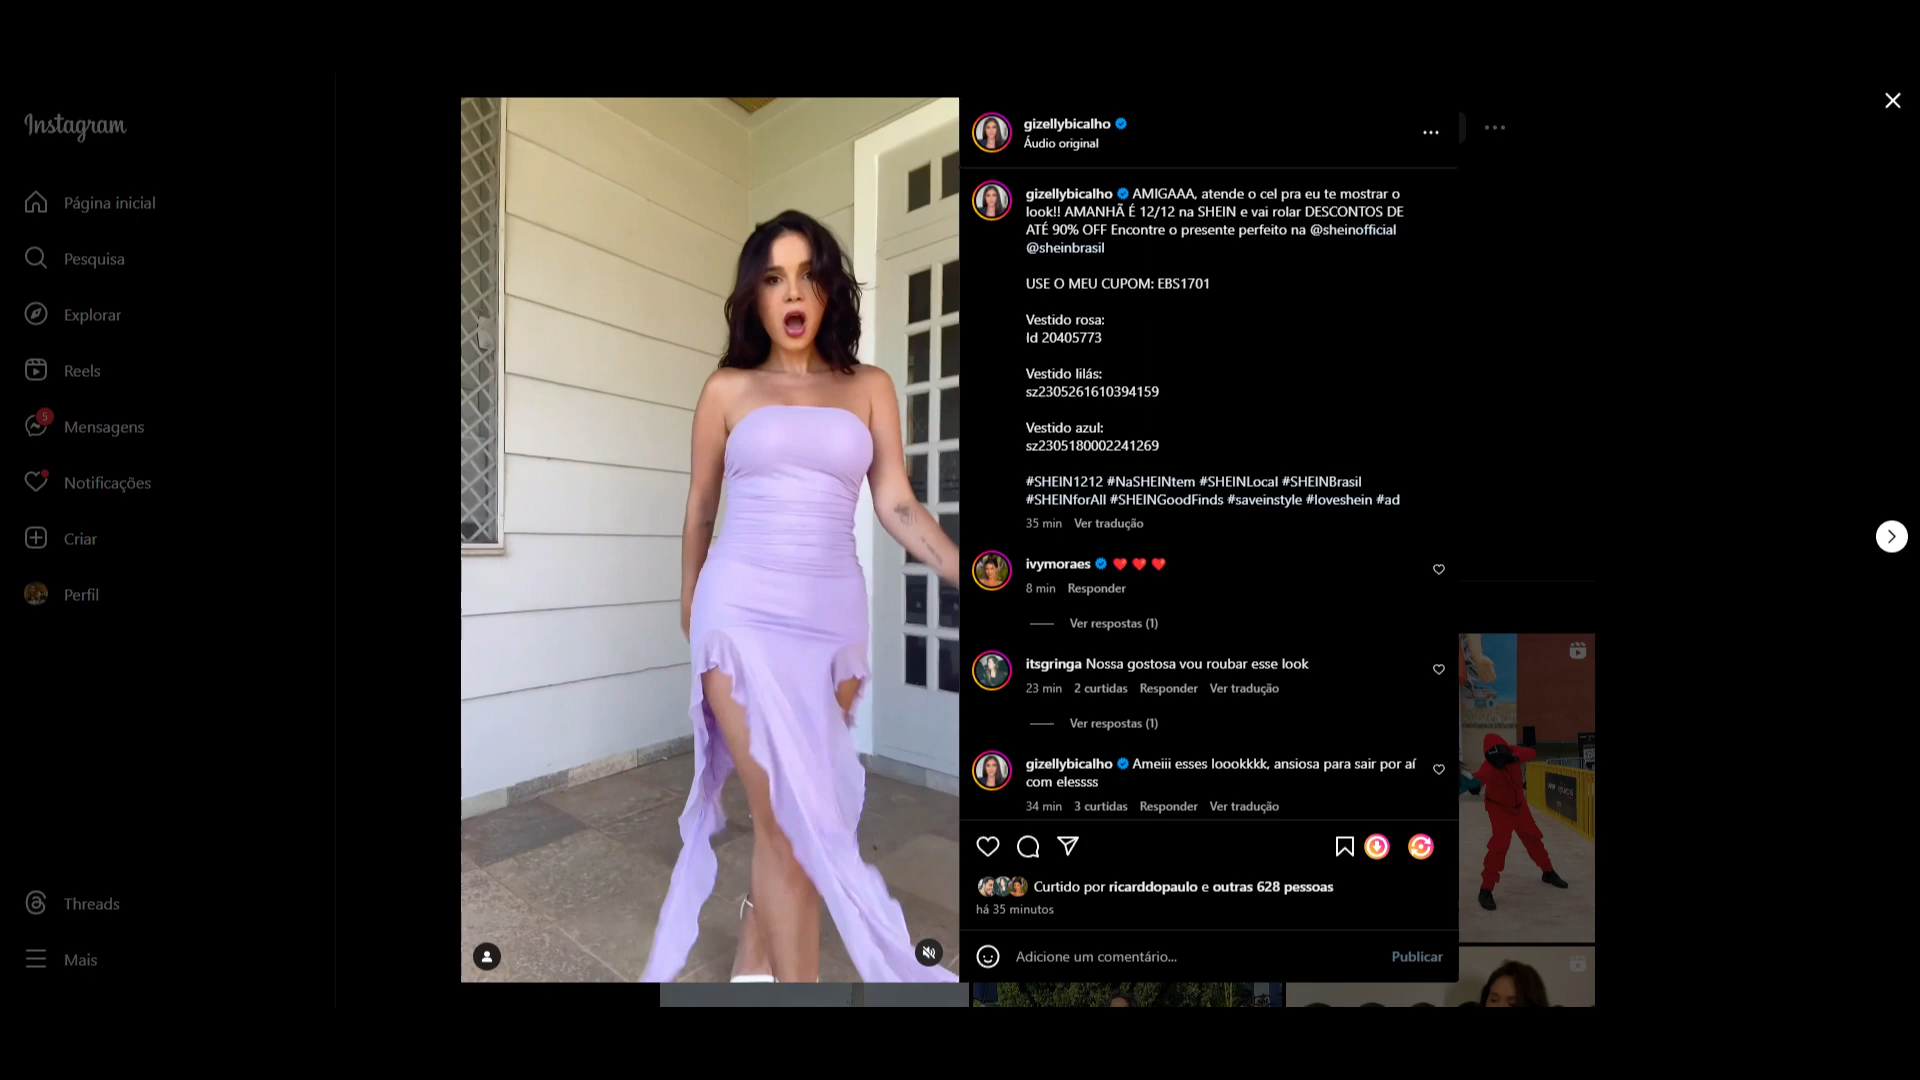 Instagram
Página inicial
Pesquisa
Explorar
Reels
5
Mensagens
Notificações
Criar
Perfil
Threads
Mais
gizellybicalho
Áudio original
gizellybicalho AMIGAAA, atende o cel pra eu te mostrar o
look!! AMANHÃ É 12/12 na SHEIN e vai rolar DESCONTOS DE
ATÉ 90% OFF Encontre o presente perfeito na @sheinofficial
@sheinbrasil
USE O MEU CUPOM: EBS1701
Vestido rosa:
Id 20405773
Vestido lilás:
sz2305261610394159
Vestido azul:
sz2305180002241269
#SHEIN1212 #NaSHEINtem #SHEINLocal #SHEINBrasil
#SHEINforAll #SHEINGoodFinds #saveinstyle #loveshein #ad
35 min Ver tradução
ivymoraes ❤️❤️❤️
8 min Responder
Ver respostas (1)
itsgringa Nossa gostosa vou roubar esse look
23 min 2 curtidas Responder Ver tradução
Ver respostas (1)
gizellybicalho Ameiii esses loookkkk, ansiosa para sair por aí
com elessss
34 min 3 curtidas Responder Ver tradução
Curtido por ricarddopaulo e outras 628 pessoas
há 35 minutos
Adicione um comentário...
Publicar